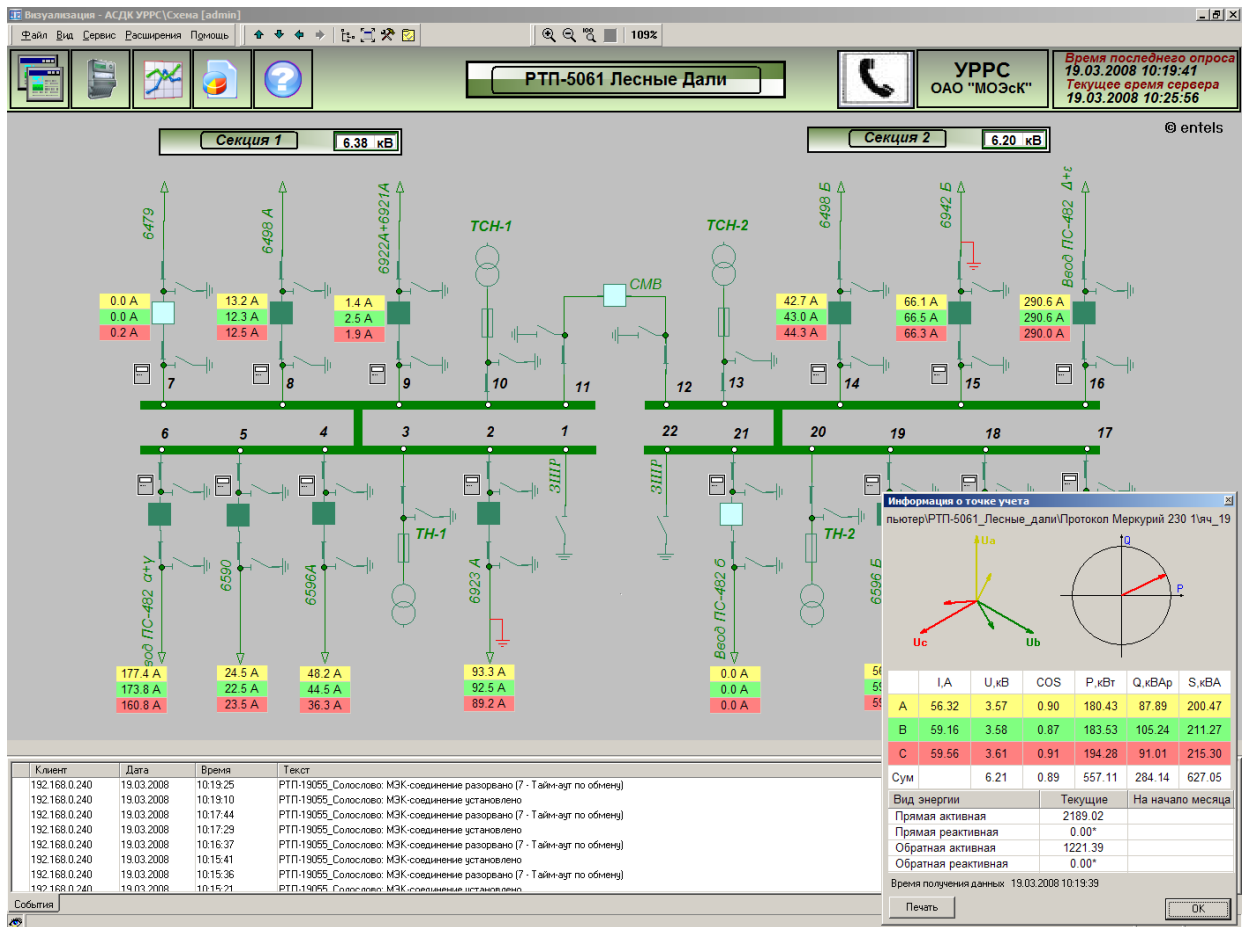 Визуализация - АСДК УРРС\Схема [admin]
Файл Вид Сервис Расширения Помощь
109%
РТП-5061 Лесные Дали
УРРС
ОАО "МОЭсК"
Время последнего опроса
19.03.2008 10:19:41
Текущее время сервера
19.03.2008 10:25:56
© entels
Секция 1 6.38 кВ
Секция 2 6.20 кВ
6479
6498 А
6922А+6921А
ТСН-1
СМВ
ТСН-2
6498 Б
6942 Б
Ввод ПС-482 Д+ε
0.0 A
0.0 A
0.2 A
13.2 A
12.3 A
12.5 A
1.4 A
2.5 A
1.9 A
42.7 A
43.0 A
44.3 A
66.1 A
66.5 A
66.3 A
290.6 A
290.6 A
290.0 A
7 8 9 10 11 12 13 14 15 16
6 5 4 3 2 1 22 21 20 19 18 17
ЗШР
ЗШР
ТН-1
ТН-2
ПС-482 α+γ
6590
6596А
6923 А
Ввод ПС-482 б
6596 Б
177.4 A
173.8 A
160.8 A
24.5 A
22.5 A
23.5 A
48.2 A
44.5 A
36.3 A
93.3 A
92.5 A
89.2 A
0.0 A
0.0 A
0.0 A
Информация о точке учета
пьютер\РТП-5061_Лесные_дали\Протокол Меркурий 230 1\яч_19
Ua
Uc
Ub
Q
P
I,А U,кВ COS P,кВт Q,кВАр S,кВА
A 56.32 3.57 0.90 180.43 87.89 200.47
B 59.16 3.58 0.87 183.53 105.24 211.27
C 59.56 3.61 0.91 194.28 91.01 215.30
Сум 6.21 0.89 557.11 284.14 627.05
Вид энергии Текущие На начало месяца
Прямая активная 2189.02
Прямая реактивная 0.00*
Обратная активная 1221.39
Обратная реактивная 0.00*
Время получения данных 19.03.2008 10:19:39
Печать
OK
Клиент Дата Время Текст
192.168.0.240 19.03.2008 10:19:25 РТП-19055_Солослово: МЭК-соединение разорвано (7 - Тайм-аут по обмену)
192.168.0.240 19.03.2008 10:19:10 РТП-19055_Солослово: МЭК-соединение установлено
192.168.0.240 19.03.2008 10:17:44 РТП-19055_Солослово: МЭК-соединение разорвано (7 - Тайм-аут по обмену)
192.168.0.240 19.03.2008 10:17:29 РТП-19055_Солослово: МЭК-соединение установлено
192.168.0.240 19.03.2008 10:16:37 РТП-19055_Солослово: МЭК-соединение разорвано (7 - Тайм-аут по обмену)
192.168.0.240 19.03.2008 10:15:41 РТП-19055_Солослово: МЭК-соединение установлено
192.168.0.240 19.03.2008 10:15:36 РТП-19055_Солослово: МЭК-соединение разорвано (7 - Тайм-аут по обмену)
192.168.0.240 19.03.2008 10:15:21 РТП-19055_Солослово: МЭК-соединение установлено
События